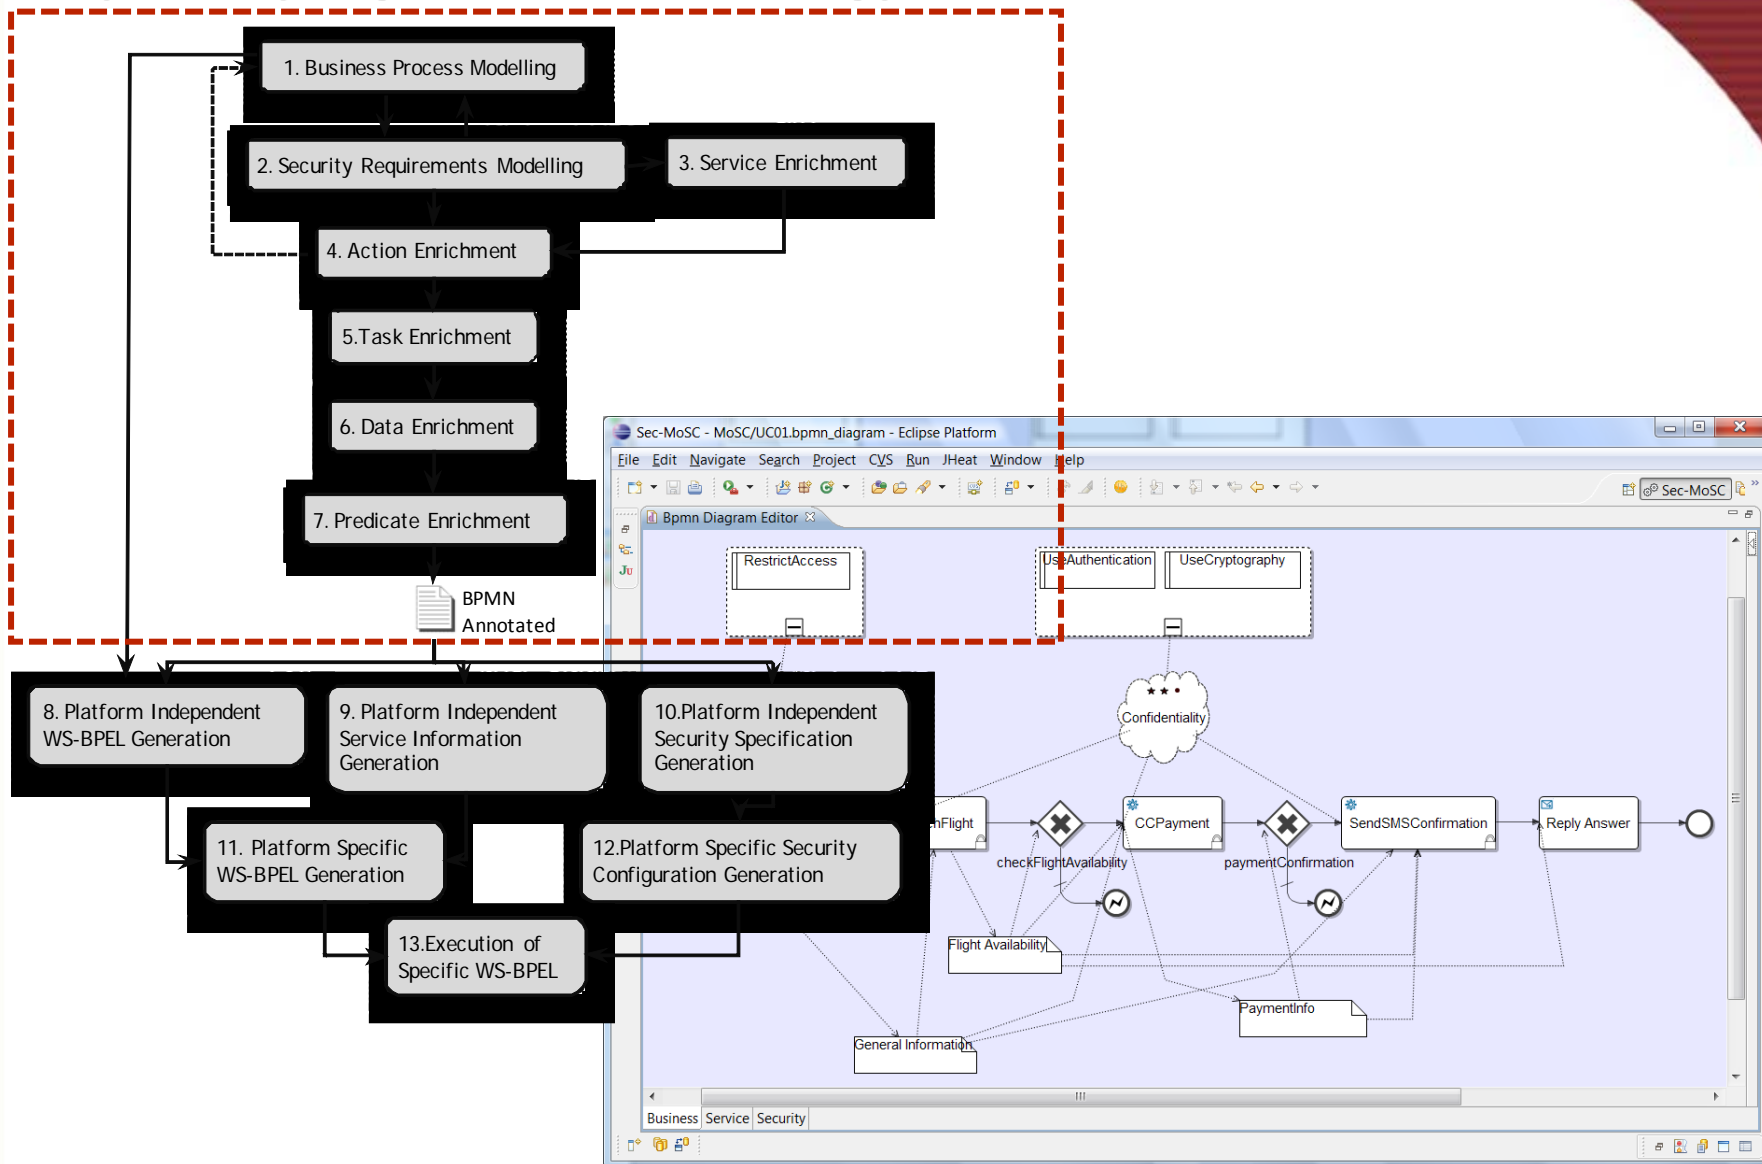 1. Business Process Modelling
2. Security Requirements Modelling
3. Service Enrichment
4. Action Enrichment
5.Task Enrichment
6. Data Enrichment
7. Predicate Enrichment
BPMN
Annotated
8. Platform Independent
WS-BPEL Generation
9. Platform Independent
Service Information
Generation
10.Platform Independent
Security Specification
Generation
11. Platform Specific
WS-BPEL Generation
12.Platform Specific Security
Configuration Generation
13.Execution of
Specific WS-BPEL
Sec-MoSC - MoSC/UC01.bpmn_diagram - Eclipse Platform
File Edit Navigate Search Project CVS Run JHeat Window Help
Sec-MoSC
Bpmn Diagram Editor
JU
RestrictAccess
UseAuthentication
UseCryptography
Confidentiality
nFlight
CCPayment
SendSMSConfirmation
Reply Answer
checkFlightAvailability
paymentConfirmation
Flight Availability
PaymentInfo
General Information
Business Service Security